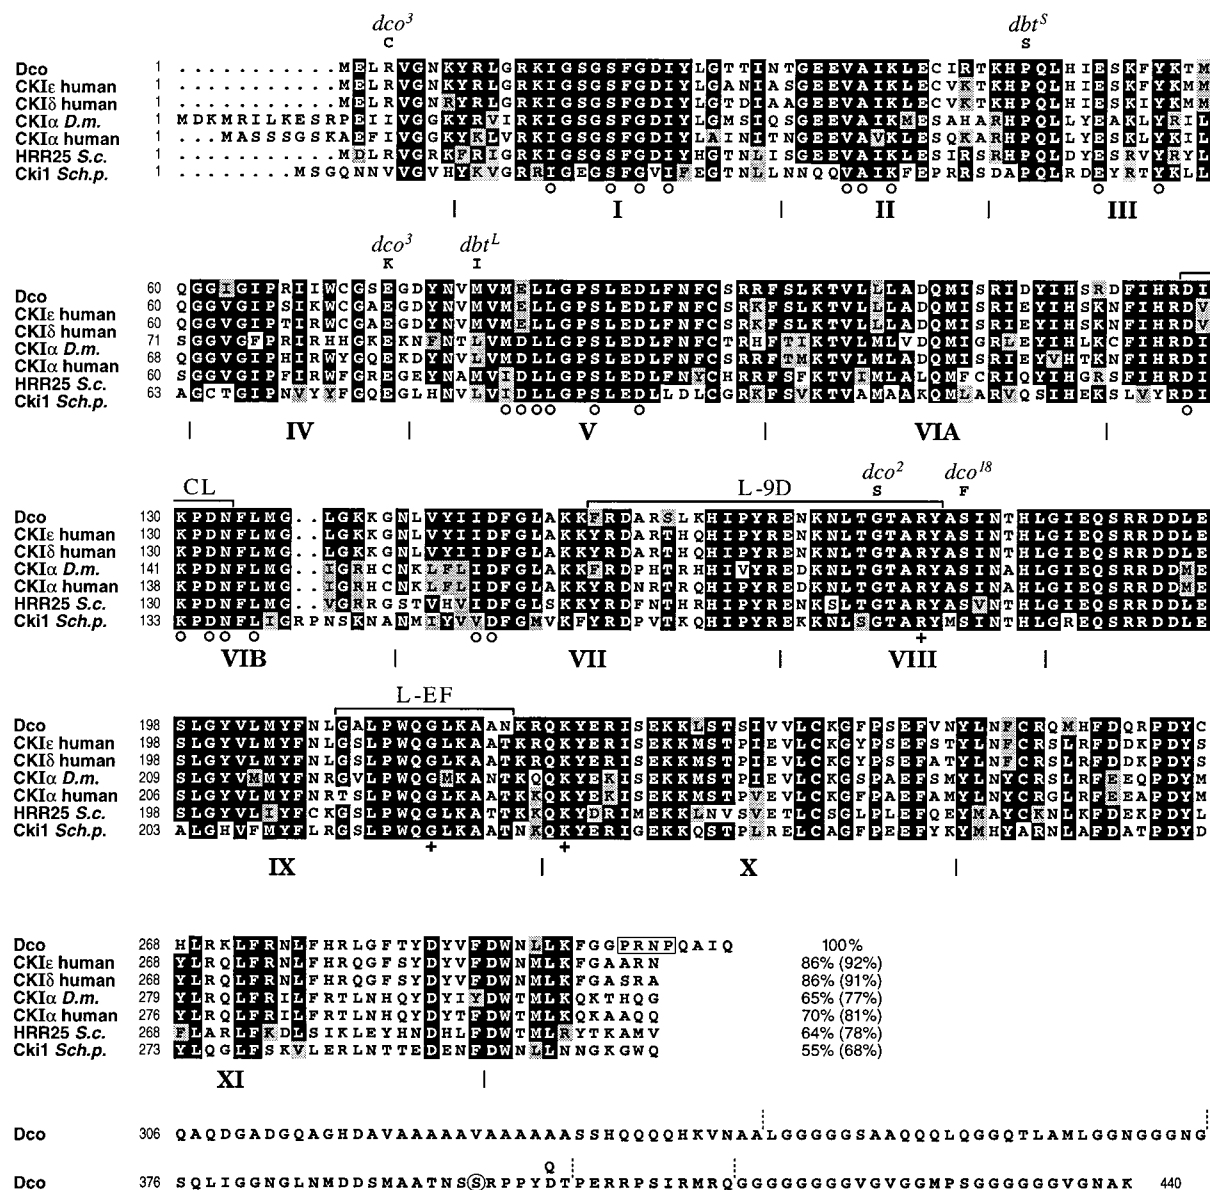 dco3 dbtS
C S
Dco 1 ...........MELRVGNKYRLGRKIGSGSFGDIYLGTTINTGEEVAIKLECIRTKHPQLHIESKFYKTM
CKIε human 1 ...........MELRVGNKYRLGRKIGSGSFGDIYLGANIASGEEVAIKLECVKTKHPQLHIESKFYKMM
CKIδ human 1 ...........MELRVGNRYRLGRKIGSGSFGDIYLGTDIAAGEEVAIKLECVKTKHPQLHIESKIYKMM
CKIα D.m. 1 MDKMRILKESRPEIIVGGKYRVIRKIGSGSFGDIYLGMSIQSGEEVAIKMESAHARHPQLLYEAKLYRIL
CKIα human 1 ...MASSSGSKAEFIVGGKYKLVRKIGSGSFGDIYLAINITNGEEVAVKLESQKARHPQLLYESKLYKIL
HRR25 S.c. 1 ...........MDLRVGRKFRIGRKIGSGSFGDIYHGTNLISGEEVAIKLESIRSRHPQLDYESRVYRYL
Cki1 Sch.p. 1 ........MSGQNNVVGVHYKVGRRIGEGSFGVIFEGTNLLNNQQVAIKFEPRRSDAPQLRDEYRTYKLL
I II III
dco3 dbtL
K I
Dco 60 QGGIGIPRIIWCGSEGDYNVMVMELLGPSLEDLFNFCSRRFSLKTVLLLADQMISRIDYIHSRDFIHRDI
CKIε human 60 QGGVGIPSIKWCGAEGDYNVMVMELLGPSLEDLFNFCSRKFSLKTVLLLADQMISRIEYIHSKNFIHRDV
CKIδ human 60 QGGVGIPTIRWCGAEGDYNVMVMELLGPSLEDLFNFCSRKFSLKTVLLLADQMISRIEYIHSKNFIHRDV
CKIα D.m. 71 SGGVGFPRIRHHGKEKNFNTLVMDLLGPSLEDLFNFCTRHFTIKTVLMLVDQMIGRLEYIHLKCFIHRDI
CKIα human 68 QGGVGIPHIRWYGQEKDYNVLVMDLLGPSLEDLFNFCSRRFTMKTVLMLADQMISRIEYVHTKNFIHRDI
HRR25 S.c. 60 SGGVGIPFIRWFGREGEYNAMVIDLLGPSLEDLFNYCHRRFSFKTVIMLALQMFCRIQYIHGRSFIHRDI
Cki1 Sch.p. 63 AGCTGIPNVYYFGQEGLHNVLVIDLLGPSLEDLLDLCGRKFSVKTVAMAAKQMLARVQSIHEKSLVYRDI
IV V VIA
CL L-9D dco2 dco18
S F
Dco 130 KPDNFLMG..LGKKGNLVYIIDFGLAKKFRDARSLKHIPYRENKNLTGTARYASINTHLGIEQSRRDDLE
CKIε human 130 KPDNFLMG..LGKKGNLVYIIDFGLAKKYRDARTHQHIPYRENKNLTGTARYASINTHLGIEQSRRDDLE
CKIδ human 130 KPDNFLMG..LGKKGNLVYIIDFGLAKKYRDARTHQHIPYRENKNLTGTARYASINTHLGIEQSRRDDLE
CKIα D.m. 141 KPDNFLMG..IGRHCNKLFLIDFGLAKKFRDPHTRHHIVYREDKNLTGTARYASINAHLGIEQSRRDDME
CKIα human 138 KPDNFLMG..IGRHCNKLFLIDFGLAKKYRDNRTRQHIPYREDKNLTGTARYASINAHLGIEQSRRDDME
HRR25 S.c. 130 KPDNFLMG..VGRRGSTVHVIDFGLSKKYRDFNTHRHIPYRENKSLTGTARYASVNTHLGIEQSRRDDLE
Cki1 Sch.p. 133 KPDNFLIGRPNSKNANMIYVVDFGMVKFYRDPVTKQHIPYREKKNLSGTARYMSINTHLGREQSRRDDLE
VIB VII VIII
L-EF
Dco 198 SLGYVLMYFNLGALPWQGLKAANKRQKYERISEKKLSTSIVVLCKGFPSEFVNYLNFCRQMHFDQRPDYC
CKIε human 198 SLGYVLMYFNLGSLPWQGLKAATKRQKYERISEKKMSTPIEVLCKGYPSEFSTYLNFCRSLRFDDKPDYS
CKIδ human 198 SLGYVLMYFNLGSLPWQGLKAATKRQKYERISEKKMSTPIEVLCKGYPSEFATYLNFCRSLRFDDKPDYS
CKIα D.m. 209 SLGYVMMYFNRGVLPWQGMKANTKQQKYEKISEKKMSTPIEVLCKGSPAEFSMYLNYCRSLRFEEQPDYM
CKIα human 206 SLGYVLMYFNRTSLPWQGLKAATKKQKYEKISEKKMSTPVEVLCKGFPAEFAMYLNYCRGLRFEEAPDYM
HRR25 S.c. 198 SLGYVLIYFCKGSLPWQGLKATTKKQKYDRIMEKKLNVSVETLCSGLPLEFQEYMAYCKNLKFDEKPDYL
Cki1 Sch.p. 203 ALGHVFMYFLRGSLPWQGLKAATNKQKYERIGEKKQSTPLRELCAGFPEEFYKYMHYARNLAFDATPDYD
IX X
Dco 268 HLRKLFRNLFHRLGFTYDYVFDWNLLKFGGPRNPQAIQ 100%
CKIε human 268 YLRQLFRNLFHRQGFSYDYVFDWNMLKFGAARN 86% (92%)
CKIδ human 268 YLRQLFRNLFHRQGFSYDYVFDWNMLKFGASRA 86% (91%)
CKIα D.m. 279 YLRQLFRILFRTLNHQYDYIYDWTMLKQKTHQG 65% (77%)
CKIα human 276 YLRQLFRILFRTLNHQYDYTFDWTMLKQKAAQQ 70% (81%)
HRR25 S.c. 268 FLARLFKDLSIKLEYHNDHLFDWTMLRYTKAMV 64% (78%)
Cki1 Sch.p. 273 YLQGLFSKVLERLNTTEDENFDWNLLNNGKGWQ 55% (68%)
XI
Dco 306 QAQDGADGQAGHDAVAAAAAVAAAAAASSHQQQQHKVNAALGGGGGSAAQQQLQGGQTLAMLGGNGGGNG
Q
Dco 376 SQLIGGNGLNMDDSMAATNSSRPPYDTPERRPSIRMRQGGGGGGGGVGVGGMPSGGGGGGVGNAK 440